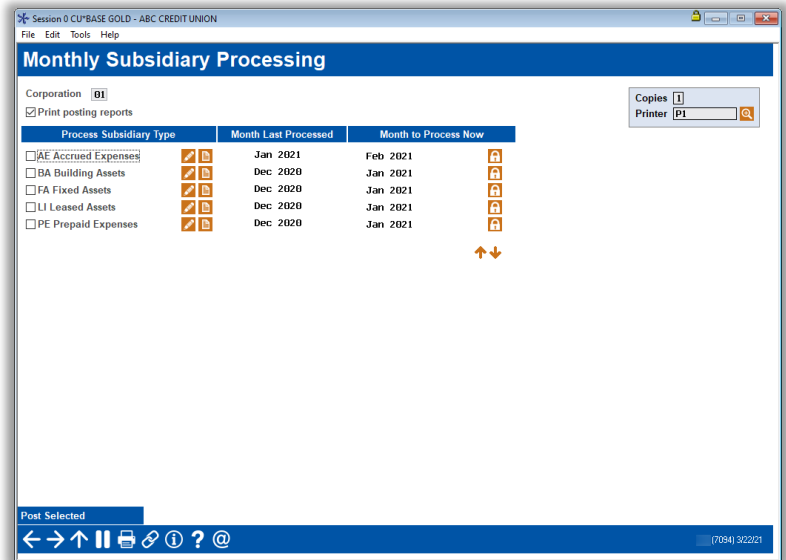 Session 0 CU*BASE GOLD - ABC CREDIT UNION
File Edit Tools Help
Monthly Subsidiary Processing
Corporation 01
Copies 1
Print posting reports
Printer P1
Process Subsidiary Type Month Last Processed Month to Process Now
AE Accrued Expenses Jan 2021 Feb 2021
BA Building Assets Dec 2020 Jan 2021
FA Fixed Assets Dec 2020 Jan 2021
LI Leased Assets Dec 2020 Jan 2021
PE Prepaid Expenses Dec 2020 Jan 2021
Post Selected
(7094) 3/22/21